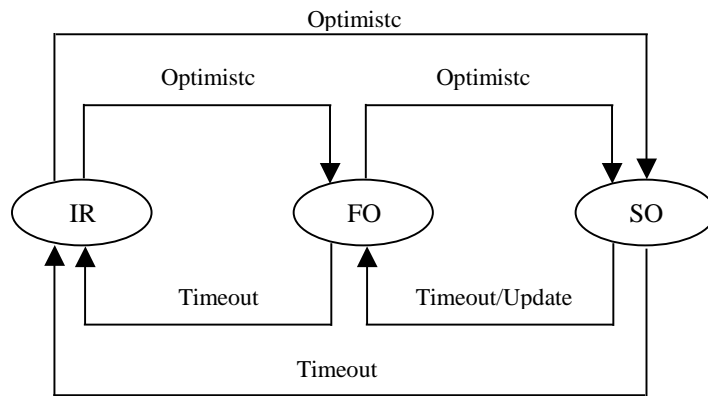 Optimistc
Optimistc Optimistc
IR FO SO
Timeout Timeout/Update
Timeout